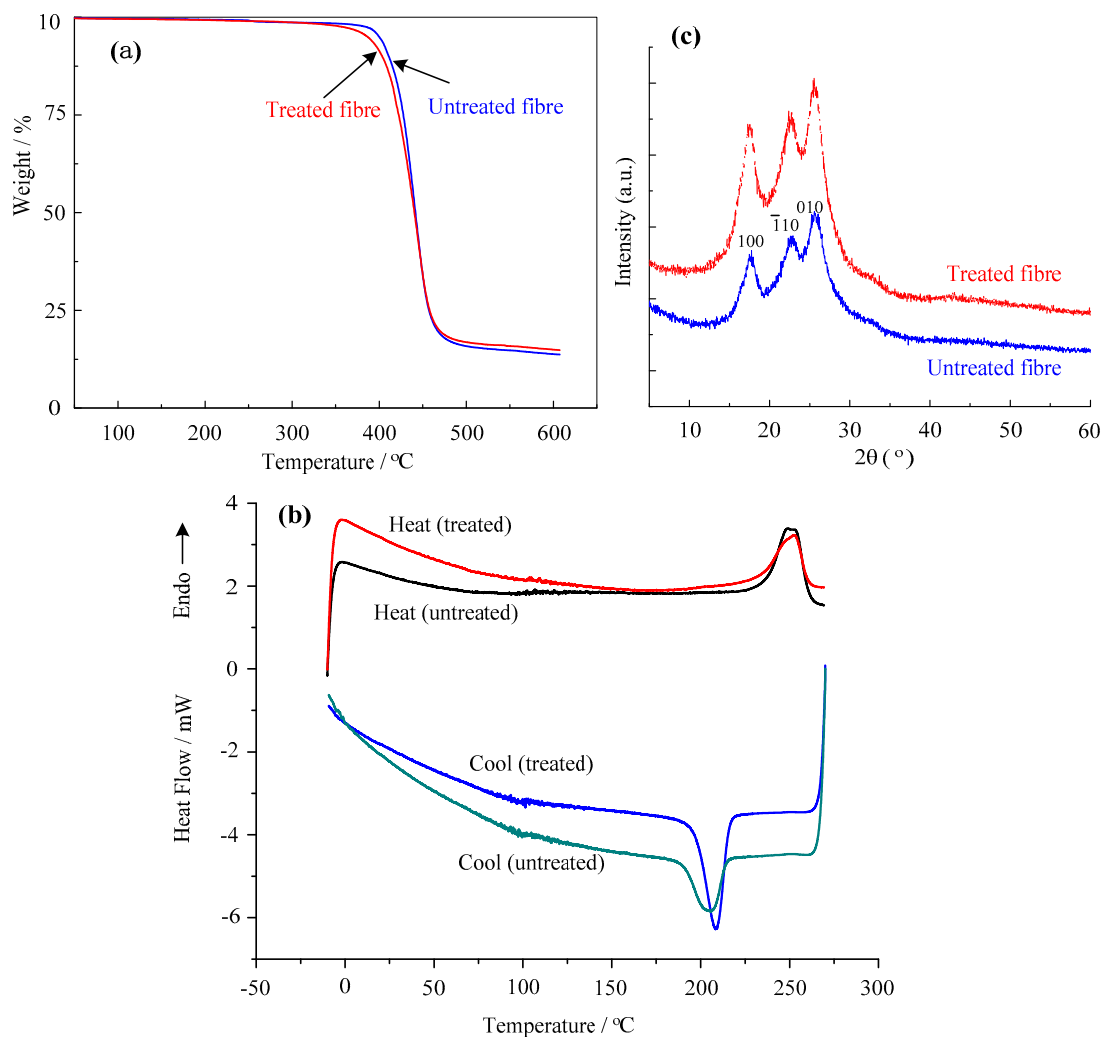 (a)
Weight / %
10
75
50
25
0
Treated fibre
Untreated fibre
100 200 300 400 500 600
Temperature / °C
(c)
Intensity (a.u.)
100
1̅10
010
Treated fibre
Untreated fibre
10 20 30 40 50 60
2θ (°)
(b)
Endo
Heat Flow / mW
4
2
0
-2
-4
-6
Heat (treated)
Heat (untreated)
Cool (treated)
Cool (untreated)
-50 0 50 100 150 200 250 300
Temperature / °C